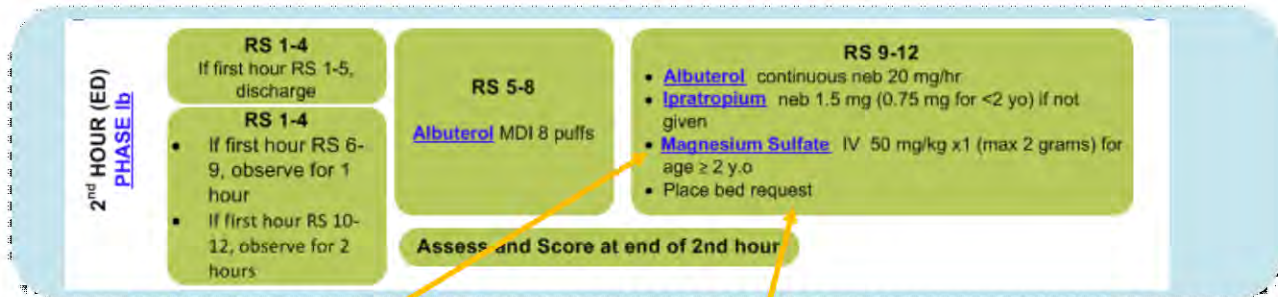 2nd HOUR (ED)
PHASE Ib
RS 1-4
If first hour RS 1-5,
discharge
RS 1-4
• If first hour RS 6-
9, observe for 1
hour
• If first hour RS 10-
12, observe for 2
hours
RS 5-8
Albuterol MDI 8 puffs
RS 9-12
• Albuterol continuous neb 20 mg/hr
• Ipratropium neb 1.5 mg (0.75 mg for <2 yo) if not
given
• Magnesium Sulfate IV 50 mg/kg x1 (max 2 grams) for
age ≥ 2 y.o
• Place bed request
Assess and Score at end of 2nd hour